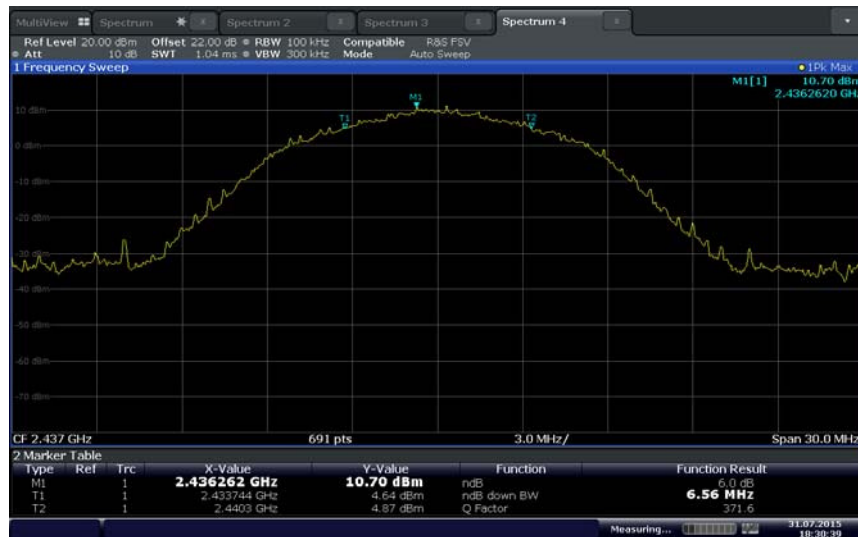 MultiView Spectrum * x Spectrum 2 x Spectrum 3 x Spectrum 4 x
Ref Level 20.00 dBm Offset 22.00 dB RBW 100 kHz Compatible R&S FSV
Att 10 dB SWT 1.04 ms VBW 300 kHz Mode Auto Sweep
1 Frequency Sweep 1Pk Max
M1[1] 10.70 dBm
2.4362620 GH
M1
10 dBm
T1 T2
0 dBm
-10 dBm
-20 dBm
-30 dBm
-40 dBm
-50 dBm
-60 dBm
-70 dBm
CF 2.437 GHz 691 pts 3.0 MHz/ Span 30.0 MHz
2 Marker Table
Type Ref Trc X-Value Y-Value Function Function Result
M1 1 2.436262 GHz 10.70 dBm ndB 6.0 dB
T1 1 2.433744 GHz 4.64 dBm ndB down BW 6.56 MHz
T2 1 2.4403 GHz 4.87 dBm Q Factor 371.6
Measuring... 31.07.2015
18:30:39